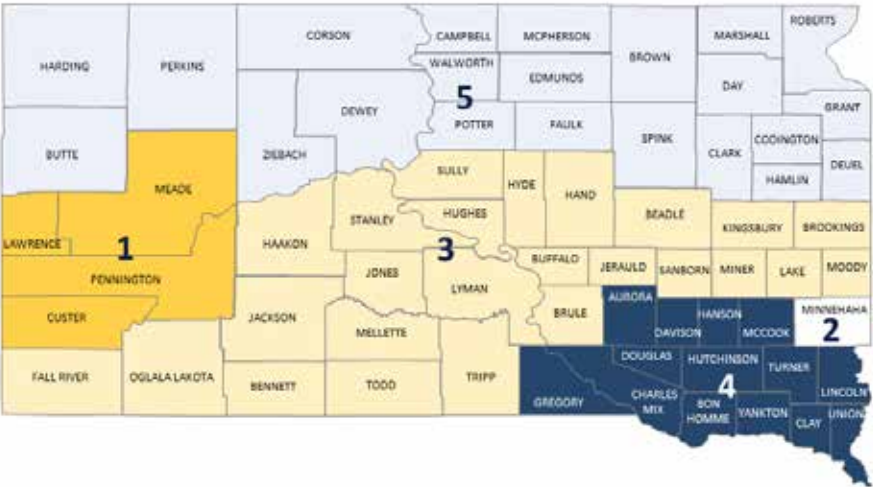 HARDING
PERKINS
CORSON
CAMPBELL
MCPHERSON
BROWN
MARSHALL
ROBERTS
WALWORTH
5
EDMUNDS
DAY
DEWEY
POTTER
FAULK
SPINK
CLARK
CODINGTON
GRANT
BUTTE
ZIEBACH
HAMLIN
DEUEL
MEADE
SULLY
HYDE
HAND
STANLEY
HUGHES
BEADLE
KINGSBURY
BROOKINGS
LAWRENCE
1
HAAKON
3
PENNINGTON
JONES
LYMAN
BUFFALO
JERAULD
SANBORN
MINER
LAKE
MOODY
CUSTER
JACKSON
MELLETTE
BRULE
AURORA
DAVISON
HANSON
MCCOOK
MINNEHAHA
2
FALL RIVER
OGLALA LAKOTA
BENNETT
TODD
TRIPP
GREGORY
DOUGLAS
HUTCHINSON
4
TURNER
LINCOLN
CHARLES
MIX
BON
HOMME
YANKTON
CLAY
UNION